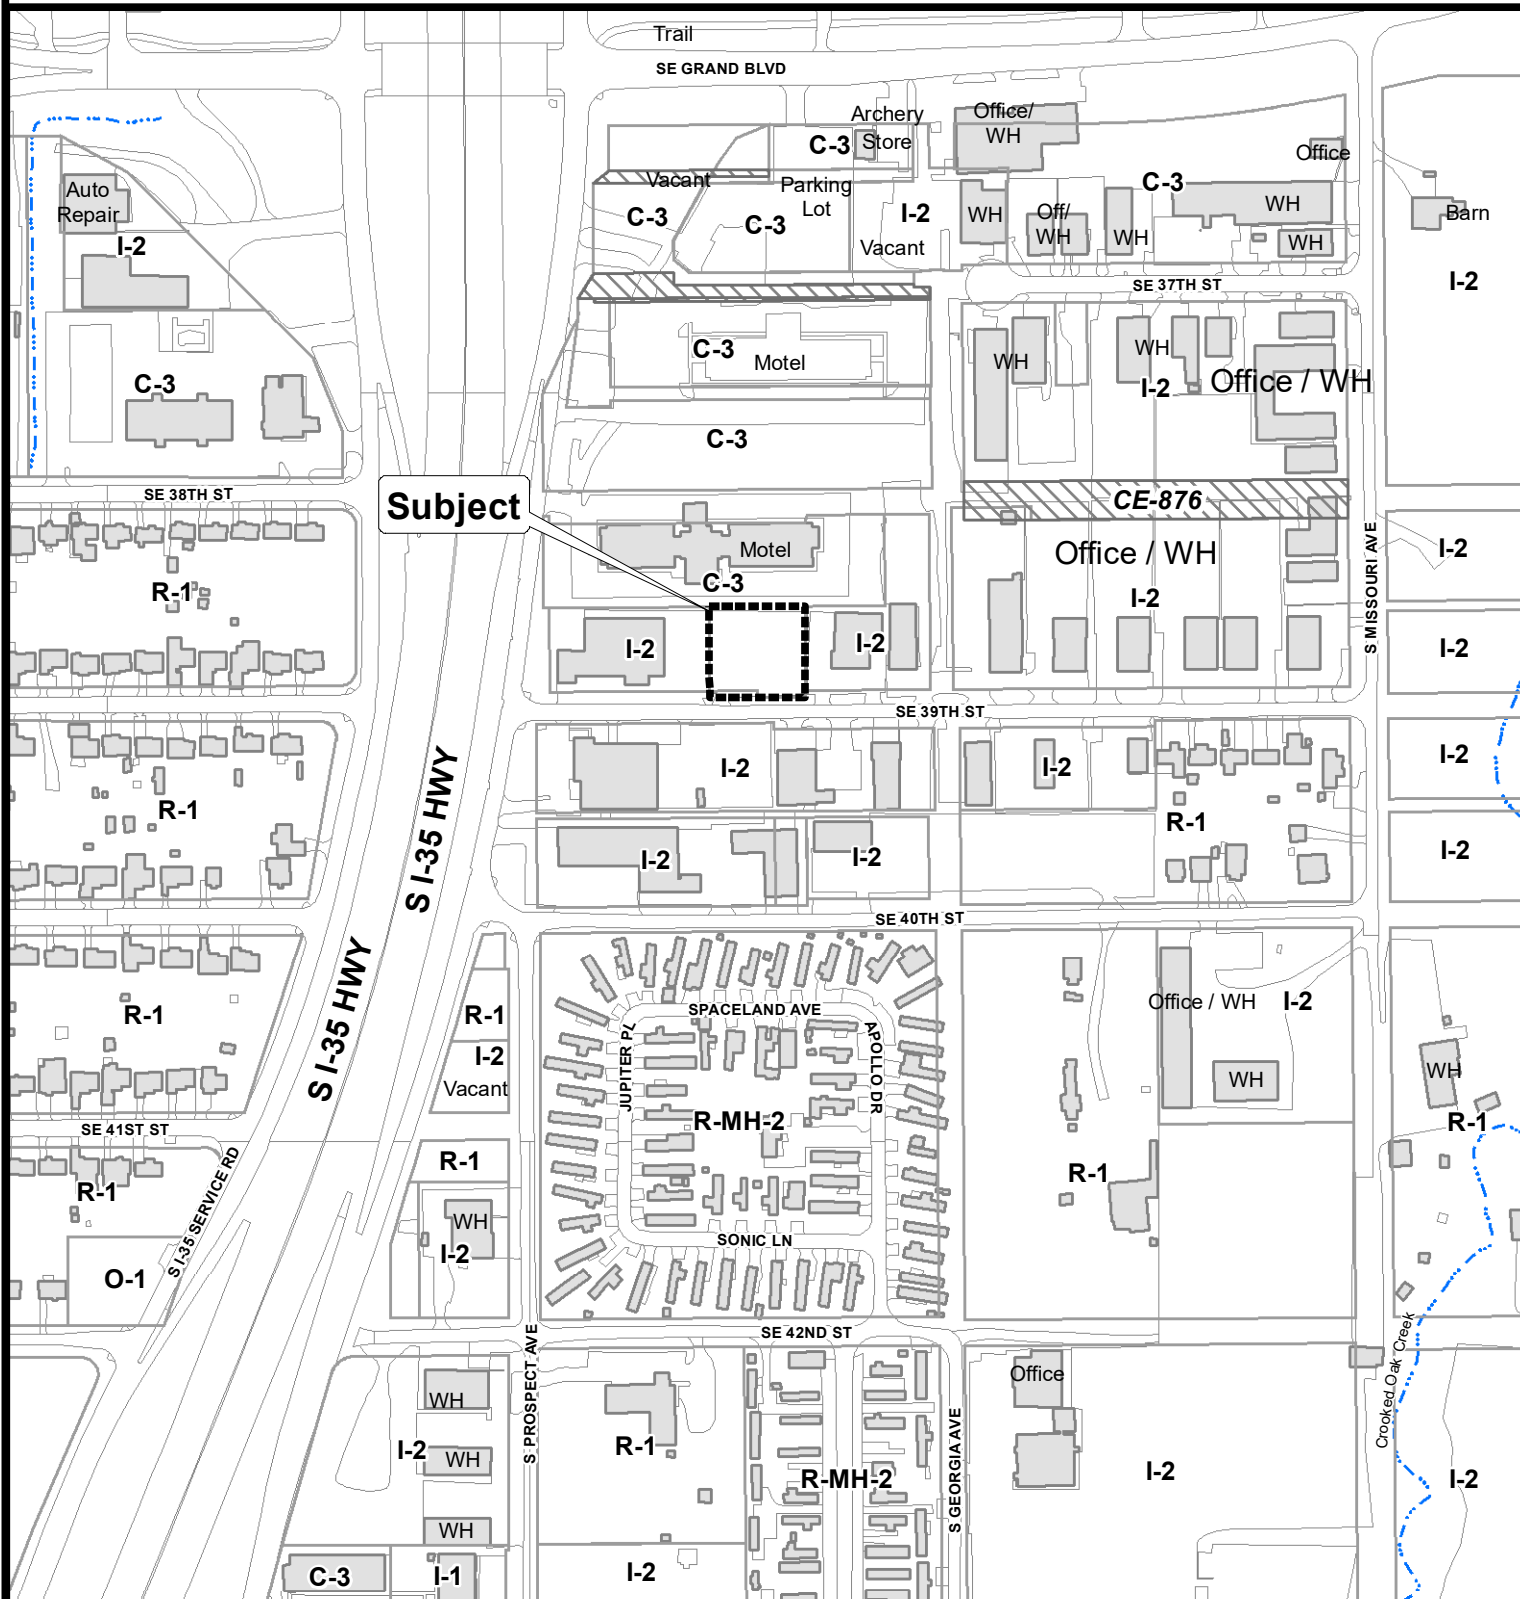 Trail
SE GRAND BLVD
Archery
Store
C-3
Office/
WH
Office
Auto
Repair
I-2
Vacant
Parking
Lot
C-3
C-3
I-2
Vacant
WH
Off/
WH
WH
C-3
WH
WH
Barn
I-2
SE 37TH ST
C-3
Motel
WH
WH
I-2
Office / WH
C-3
C-3
SE 38TH ST
Subject
CE-876
Motel
C-3
Office / WH
I-2
S MISSOURI AVE
I-2
R-1
I-2
I-2
I-2
SE 39TH ST
I-2
I-2
I-2
R-1
S I-35 HWY
R-1
I-2
I-2
I-2
SE 40TH ST
S I-35 HWY
R-1
R-1
I-2
Vacant
SPACELAND AVE
JUPITER PL
APOLLO DR
R-MH-2
SONIC LN
Office / WH
I-2
WH
WH
R-1
SE 41ST ST
R-1
R-1
R-1
WH
I-2
S I-35 SERVICE RD
O-1
SE 42ND ST
S PROSPECT AVE
Crooked Oak Creek
Office
WH
I-2
WH
WH
R-1
R-MH-2
S GEORGIA AVE
I-2
I-2
C-3
I-1
I-2